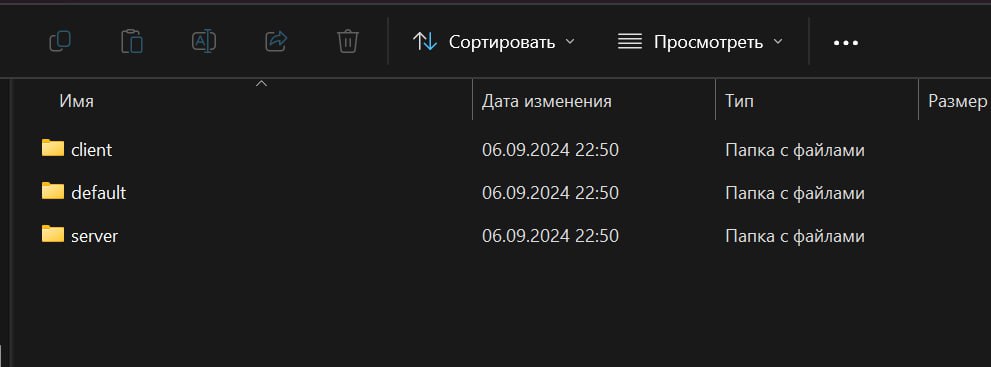 Сортировать Просмотреть
Имя Дата изменения Тип Размер
client 06.09.2024 22:50 Папка с файлами
default 06.09.2024 22:50 Папка с файлами
server 06.09.2024 22:50 Папка с файлами